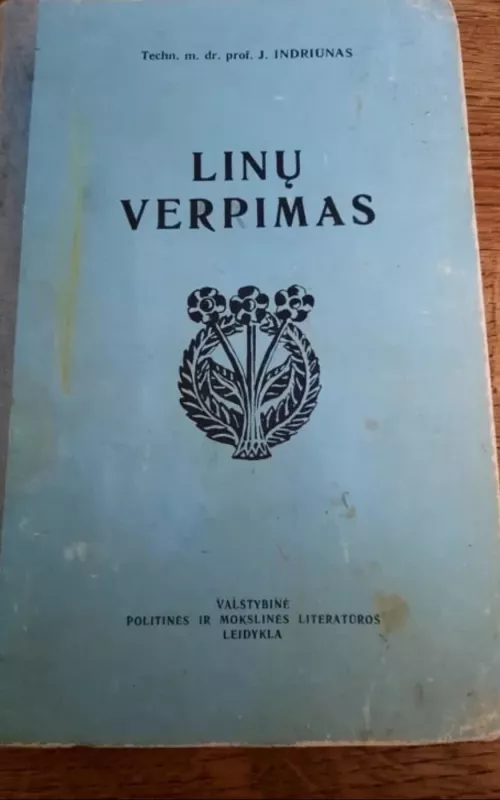 Techn. m. dr. prof. J. INDRIŪNAS
LINŲ
VERPIMAS
VALSTYBINĖ
POLITINĖS IR MOKSLINĖS LITERATŪROS
LEIDYKLA